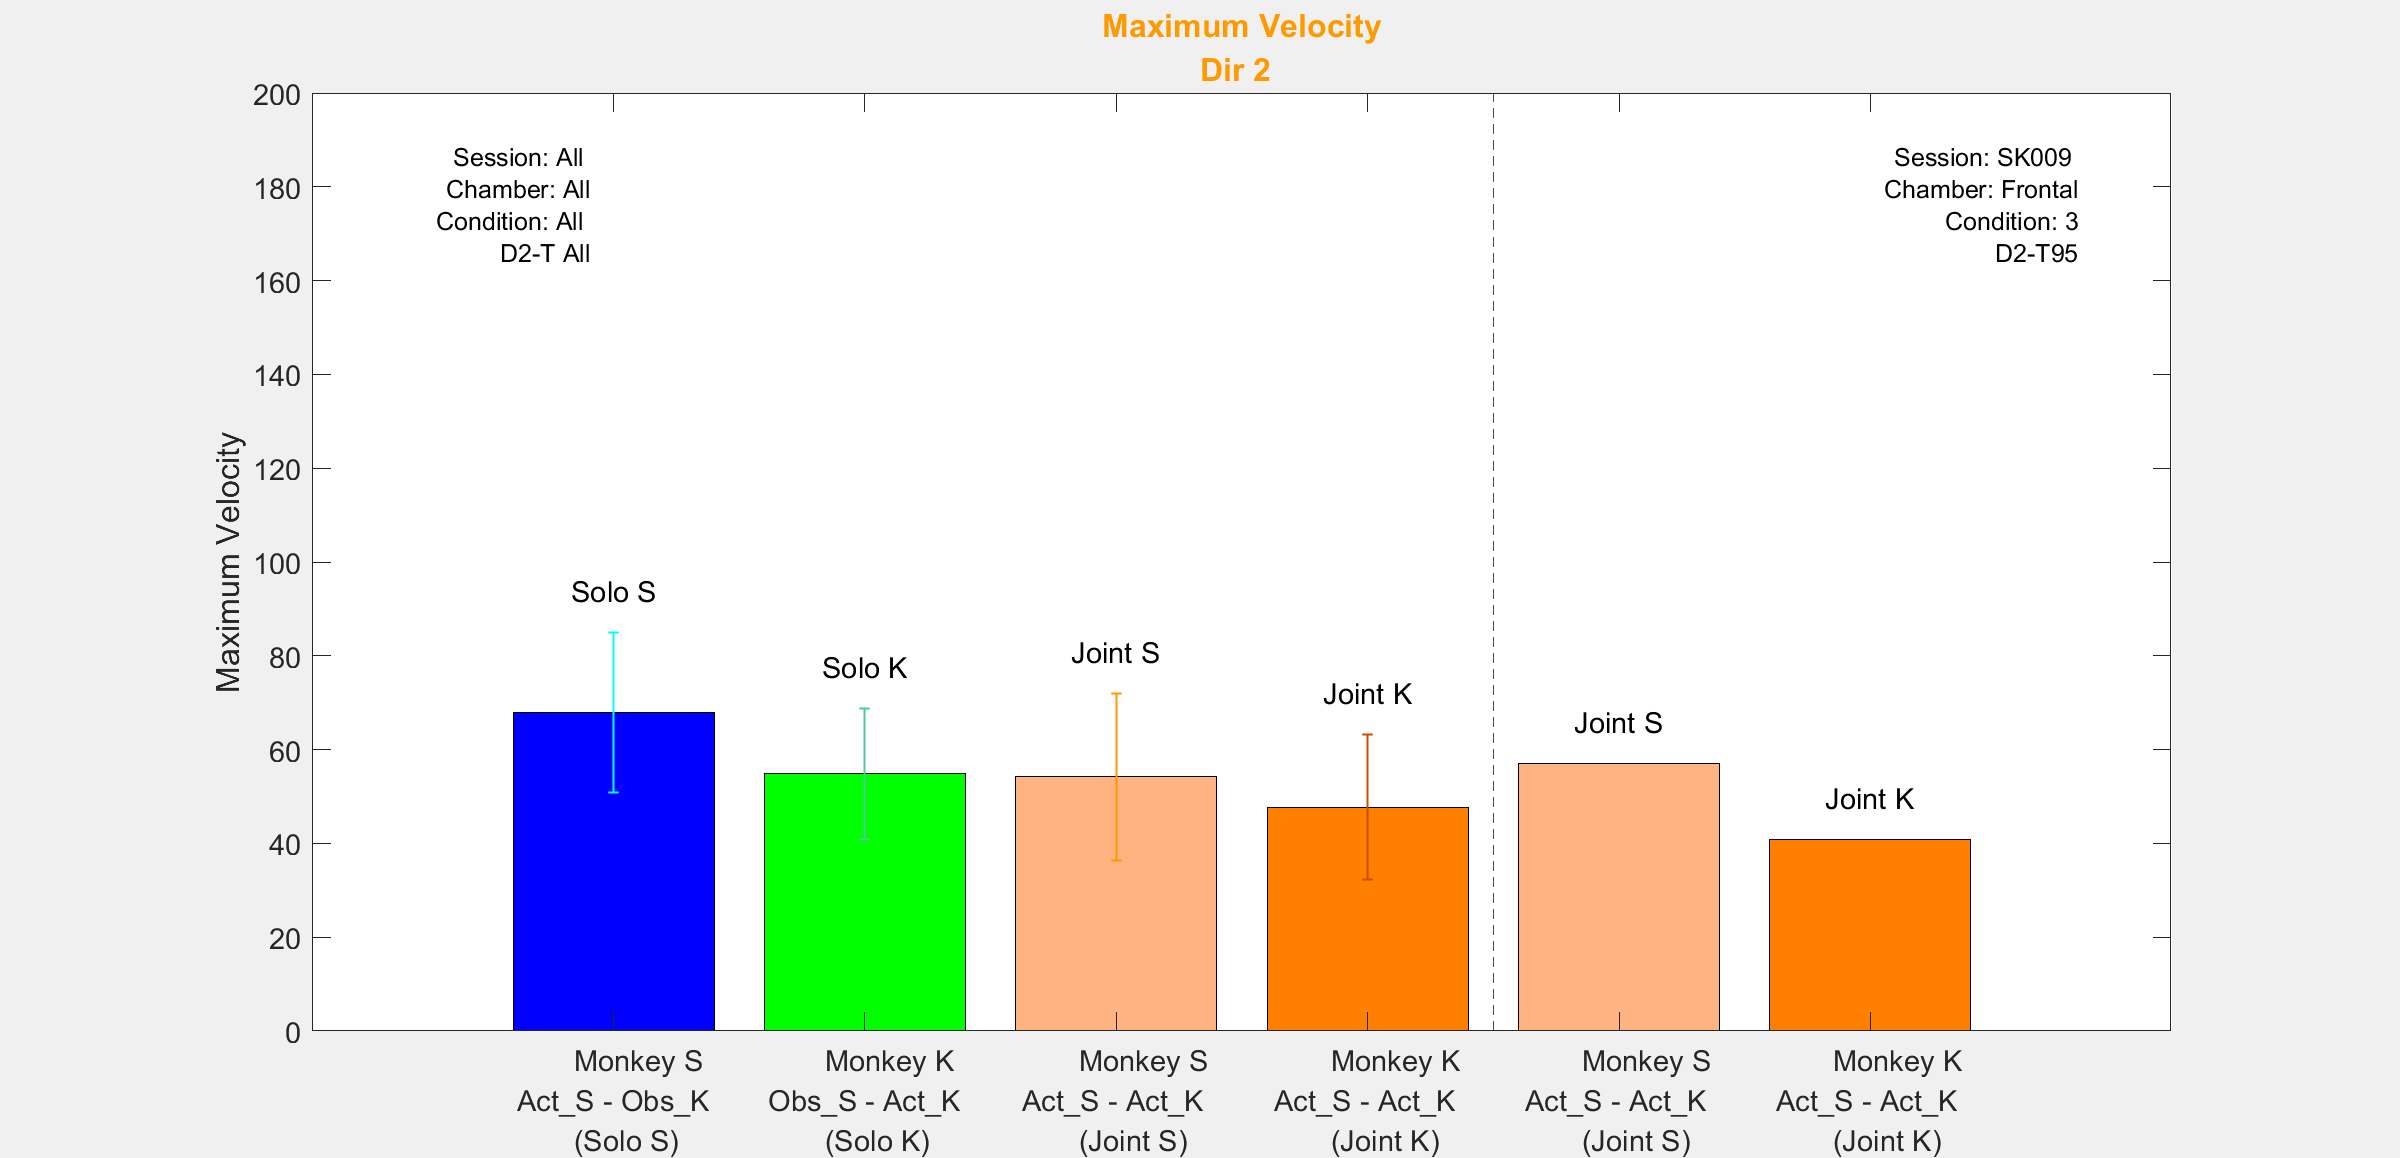 Maximum Velocity
Dir 2
200
180
160
140
120
100
80
60
40
20
0
Maximum Velocity
Session: All
Chamber: All
Condition: All
D2-T All
Session: SK009
Chamber: Frontal
Condition: 3
D2-T95
Solo S
Solo K
Joint S
Joint K
Joint S
Joint K
Monkey S
Act_S - Obs_K
(Solo S)
Monkey K
Obs_S - Act_K
(Solo K)
Monkey S
Act_S - Act_K
(Joint S)
Monkey K
Act_S - Act_K
(Joint K)
Monkey S
Act_S - Act_K
(Joint S)
Monkey K
Act_S - Act_K
(Joint K)